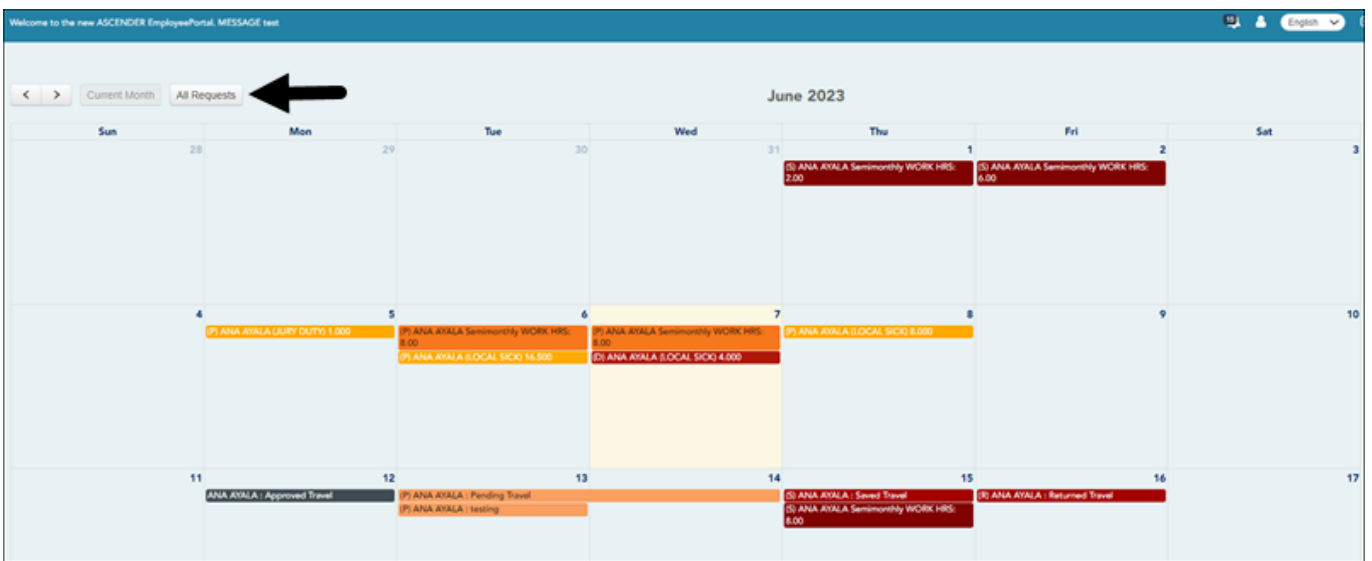 Welcome to the new ASCENDER EmployeePortal. MESSAGE test
English
Current Month
All Requests
June 2023
Sun
Mon
Tue
Wed
Thu
Fri
Sat
28
29
30
31
1
2
3
(S) ANA AYALA Semimonthly WORK HRS:
2.00
(S) ANA AYALA Semimonthly WORK HRS:
6.00
4
5
6
7
8
9
10
(P) ANA AYALA (JURY DUTY) 1.000
(P) ANA AYALA Semimonthly WORK HRS:
8.00
(P) ANA AYALA (LOCAL SICK) 16.500
(P) ANA AYALA Semimonthly WORK HRS:
8.00
(D) ANA AYALA (LOCAL SICK) 4.000
(P) ANA AYALA (LOCAL SICK) 8.000
11
12
13
14
15
16
17
ANA AYALA : Approved Travel
(P) ANA AYALA : Pending Travel
(P) ANA AYALA : testing
(S) ANA AYALA : Saved Travel
(S) ANA AYALA Semimonthly WORK HRS:
8.00
(R) ANA AYALA : Returned Travel